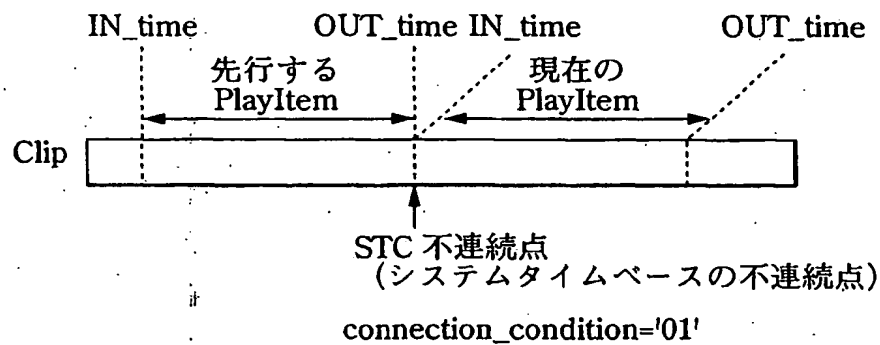 IN_time OUT_time IN_time OUT_time
先行する 現在の
PlayItem PlayItem
Clip
STC 不連続点
(システムタイムベースの不連続点)
connection_condition='01'